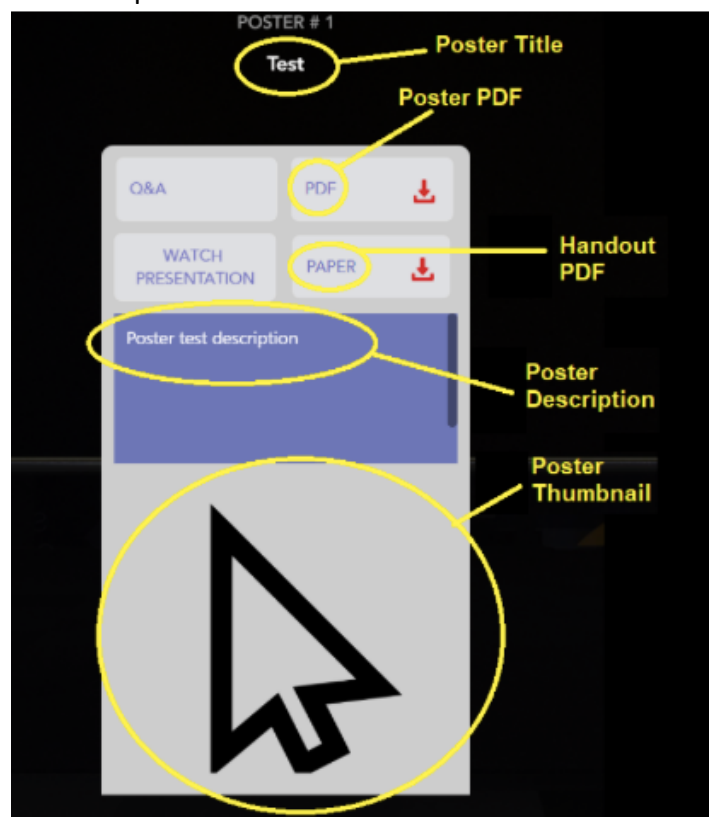 POSTER # 1
Test
Poster Title
Poster PDF
Q&A
PDF
WATCH
PRESENTATION
PAPER
Handout
PDF
Poster test description
Poster
Description
Poster
Thumbnail